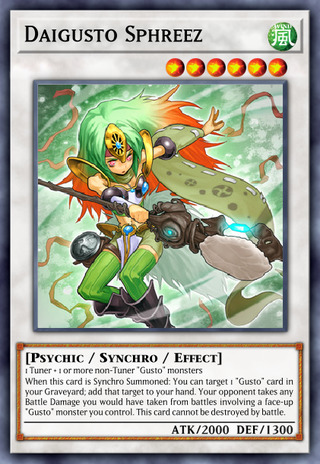 DAIGUSTO SPHREEZ
WIND
風
[PSYCHIC / SYNCHRO / EFFECT]
1 Tuner + 1 or more non-Tuner "Gusto" monsters
When this card is Synchro Summoned: You can target 1 "Gusto" card in
your Graveyard; add that target to your hand. Your opponent takes any
Battle Damage you would have taken from battles involving a face-up
"Gusto" monster you control. This card cannot be destroyed by battle.
ATK/2000 DEF/1300